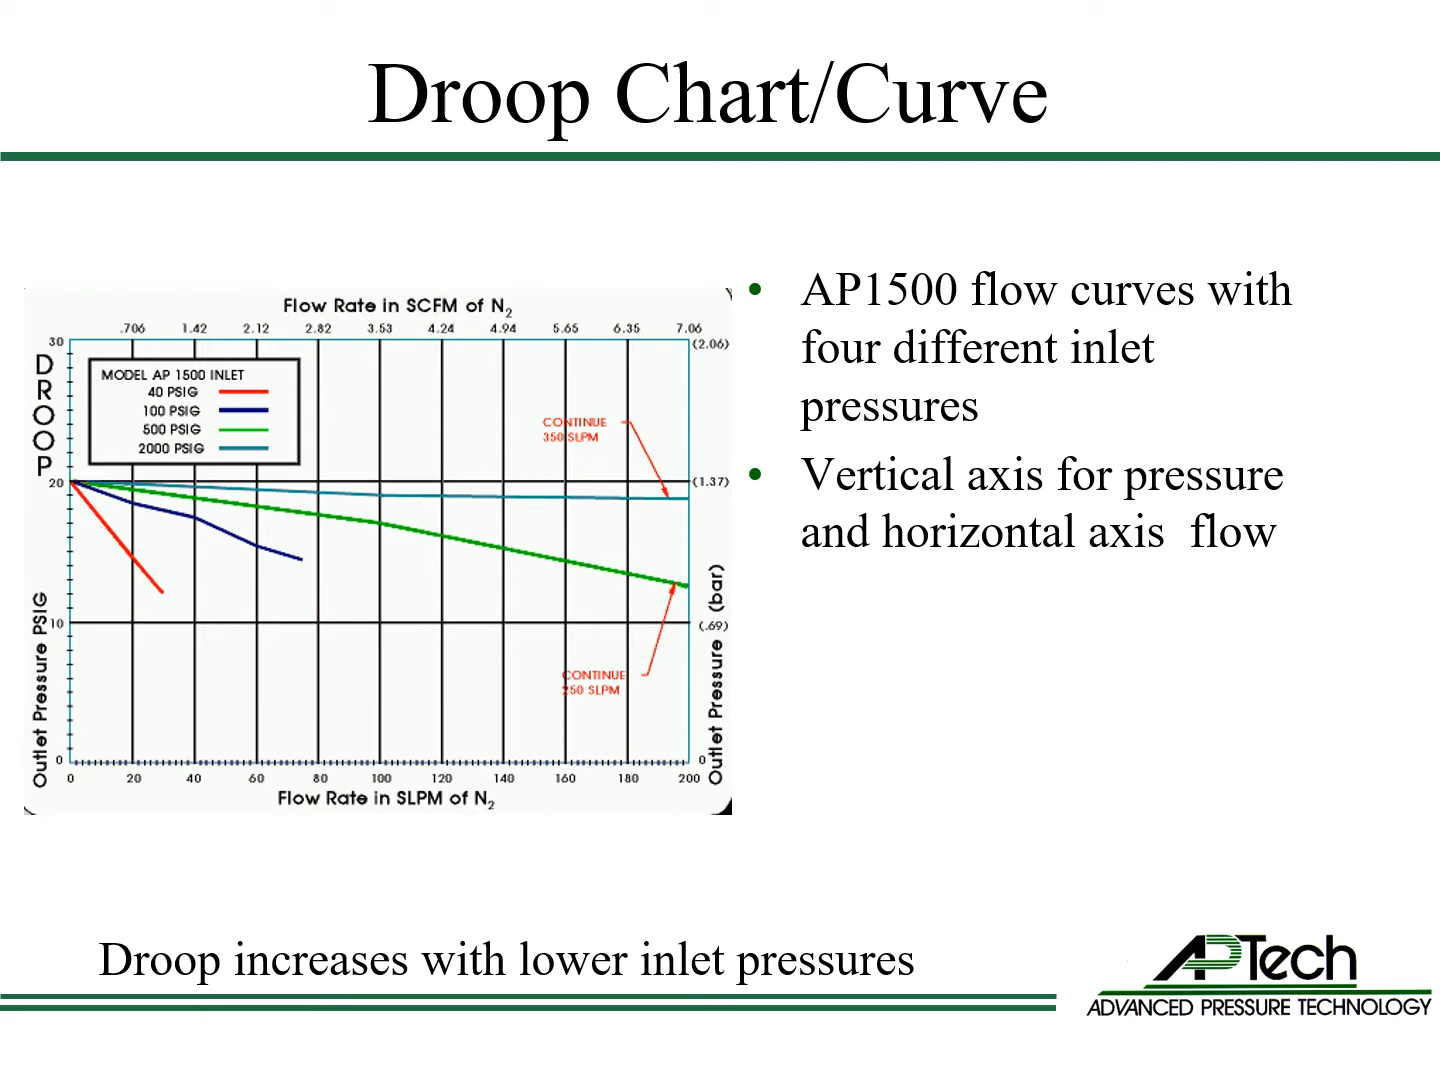 Droop Chart/Curve
Flow Rate in SCFM of N2
.706 1.42 2.12 2.82 3.53 4.24 4.94 5.65 6.35 7.06
30
(2.06)
DROOP
MODEL AP 1500 INLET
40 PSIG
100 PSIG
500 PSIG
2000 PSIG
CONTINUE
350 SLPM
20
(1.37)
10
(.69)
CONTINUE
250 SLPM
Outlet Pressure PSIG
Outlet Pressure (bar)
0
0
0 20 40 60 80 100 120 140 160 180 200
Flow Rate in SLPM of N2
• AP1500 flow curves with
four different inlet
pressures
• Vertical axis for pressure
and horizontal axis flow
Droop increases with lower inlet pressures
APTech
ADVANCED PRESSURE TECHNOLOGY